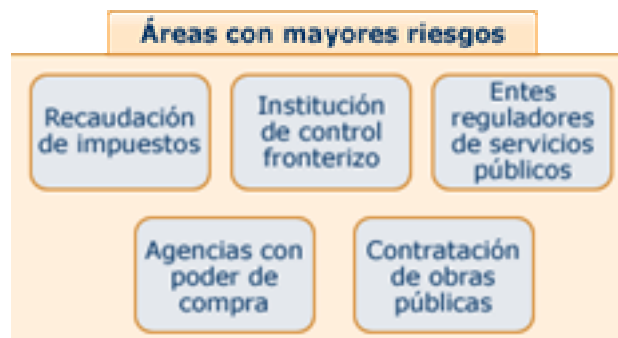 Áreas con mayores riesgos
Recaudación
de impuestos
Institución
de control
fronterizo
Entes
reguladores
de servicios
públicos
Agencias con
poder de
compra
Contratación
de obras
públicas